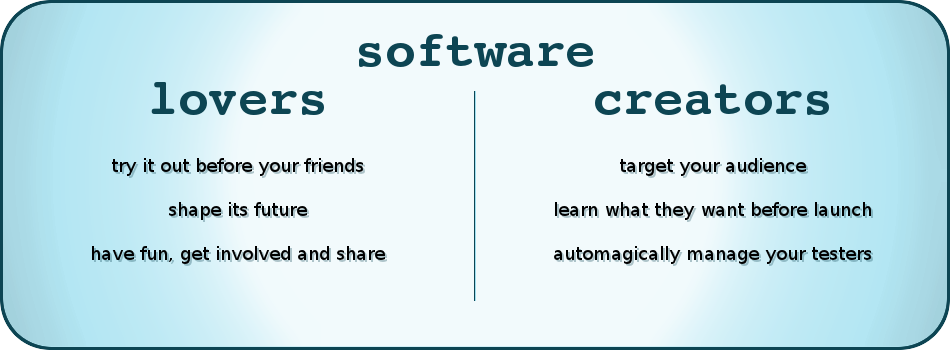 software
lovers
try it out before your friends
shape its future
have fun, get involved and share
creators
target your audience
learn what they want before launch
automagically manage your testers